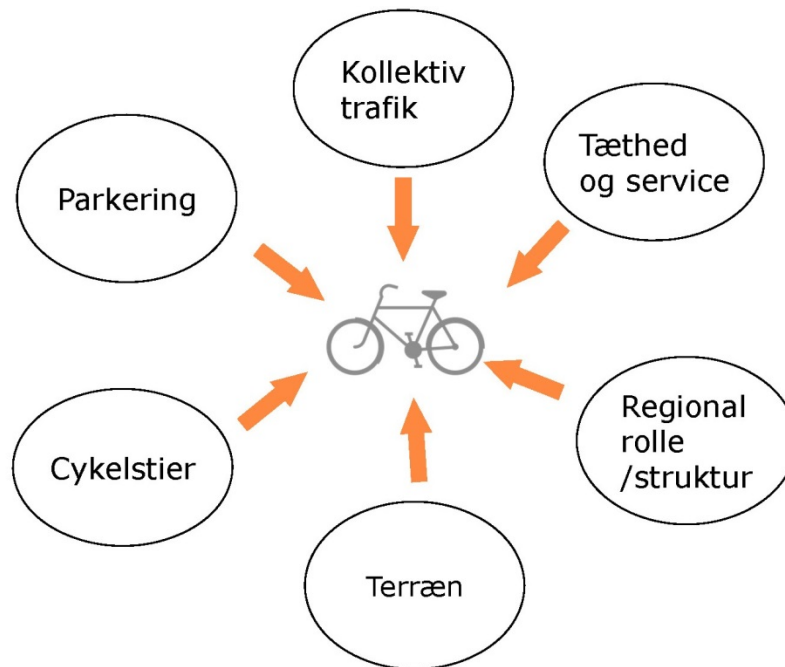 Kollektiv
trafik
Tæthed
og service
Parkering
Regional
rolle
/struktur
Cykelstier
Terræn